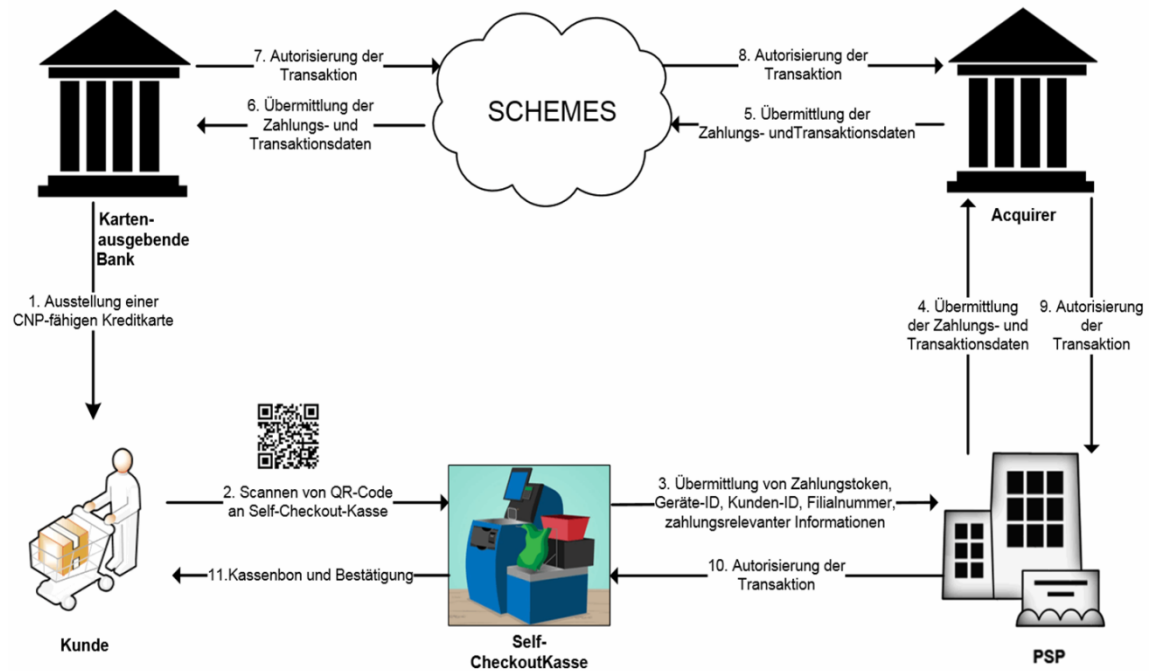 7. Autorisierung der
Transaktion
8. Autorisierung der
Transaktion
SCHEMES
6. Übermittlung der
Zahlungs- und
Transaktionsdaten
5. Übermittlung der
Zahlungs- undTransaktionsdaten
Karten-
ausgebende
Bank
Acquirer
1. Ausstellung einer
CNP-fähigen Kreditkarte
4. Übermittlung
der Zahlungs- und
Transaktionsdaten
9. Autorisierung
der
Transaktion
2. Scannen von QR-Code
an Self-Checkout-Kasse
3. Übermittlung von Zahlungstoken,
Geräte-ID, Kunden-ID, Filialnummer,
zahlungsrelevanter Informationen
11.Kassenbon und Bestätigung
10. Autorisierung der
Transaktion
Kunde
Self-
CheckoutKasse
PSP